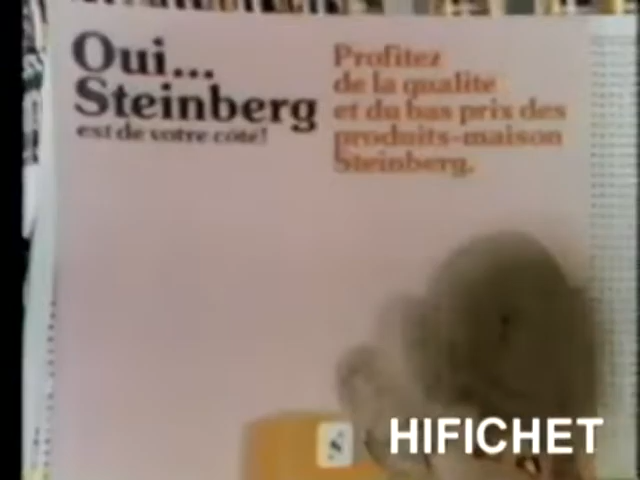 Oui...
Steinberg
est de votre côté!
Profitez
de la qualité
et du bas prix des
produits-maison
Steinberg.
S
HIFICHET